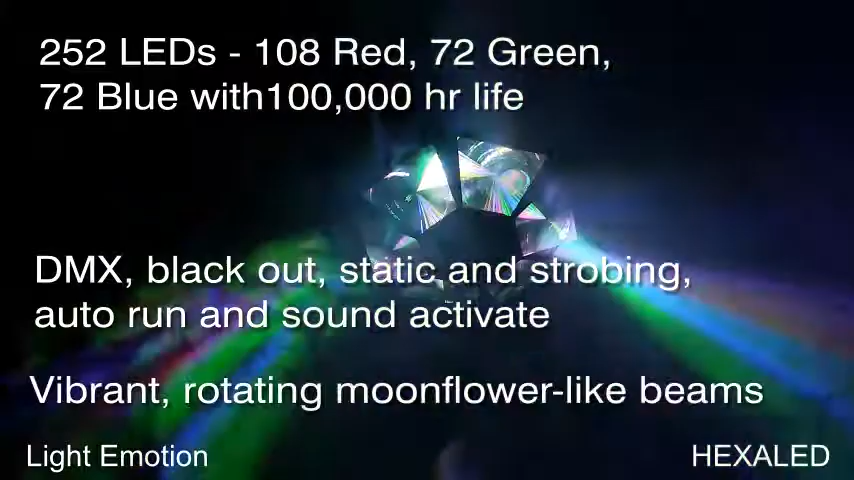 252 LEDs - 108 Red, 72 Green,
72 Blue with100,000 hr life
DMX, black out, static and strobing,
auto run and sound activate
Vibrant, rotating moonflower-like beams
Light Emotion
HEXALED